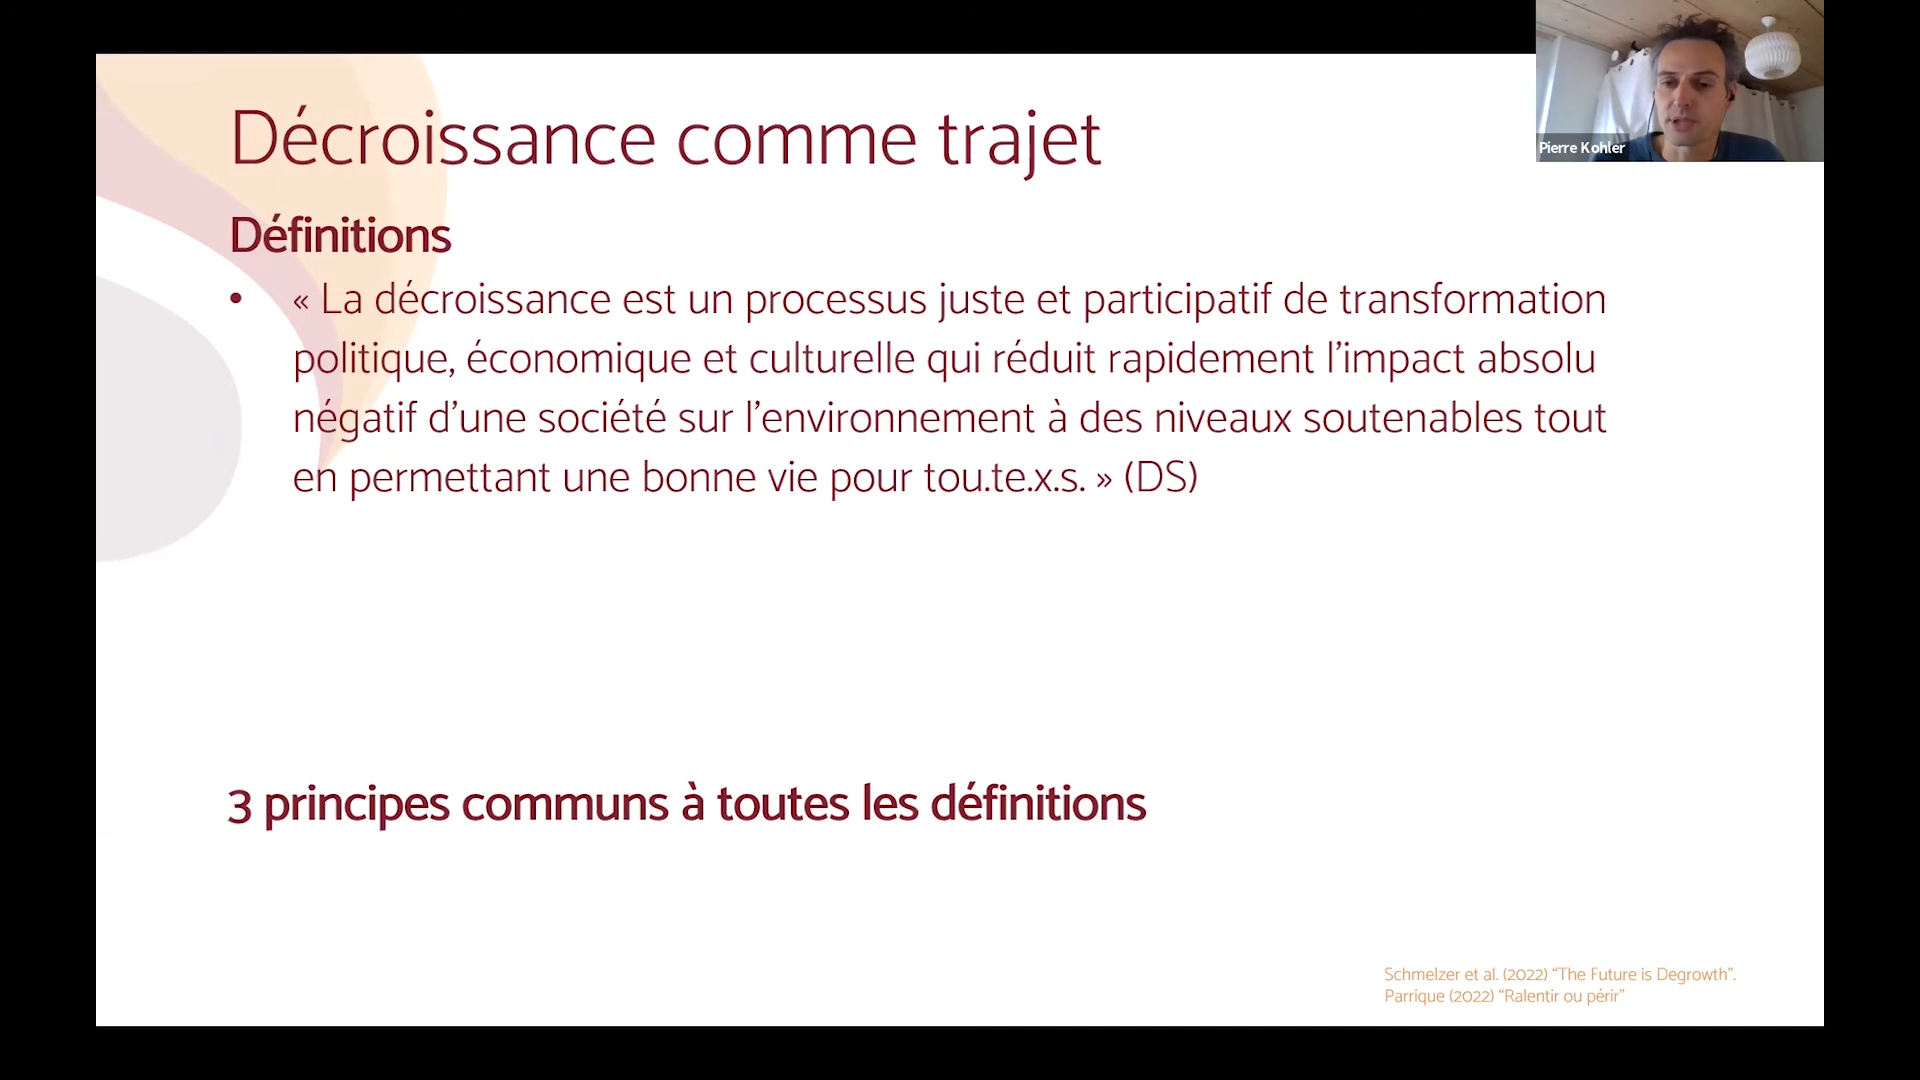 Décroissance comme trajet
Pierre Kohler
Définitions
• « La décroissance est un processus juste et participatif de transformation
politique, économique et culturelle qui réduit rapidement l’impact absolu
négatif d’une société sur l’environnement à des niveaux soutenables tout
en permettant une bonne vie pour tou.te.x.s. » (DS)
3 principes communs à toutes les définitions
Schmelzer et al. (2022) “The Future is Degrowth”.
Parrique (2022) “Ralentir ou périr”